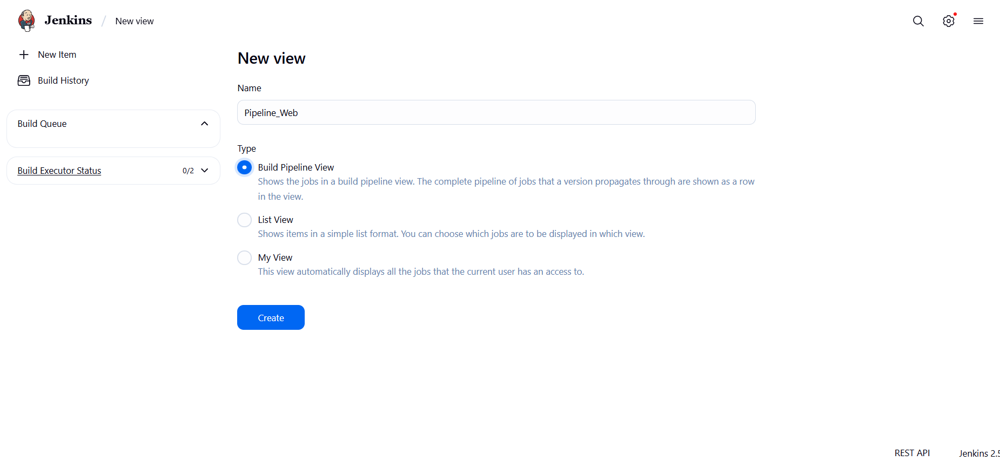 Jenkins / New view
New Item
Build History
Build Queue
Build Executor Status 0/2
New view
Name
Pipeline_Web
Type
Build Pipeline View
Shows the jobs in a build pipeline view. The complete pipeline of jobs that a version propagates through are shown as a row
in the view.
List View
Shows items in a simple list format. You can choose which jobs are to be displayed in which view.
My View
This view automatically displays all the jobs that the current user has an access to.
Create
REST API Jenkins 2.5